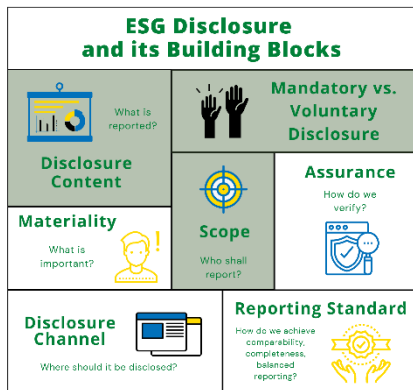 ESG Disclosure
and its Building Blocks
What is
reported?
Disclosure
Content
Mandatory vs.
Voluntary
Disclosure
Materiality
What is
important?
Scope
Who shall
report?
Assurance
How do we
verify?
Disclosure
Channel
Where should it be disclosed?
Reporting Standard
How do we achieve
comparability,
completeness,
balanced
reporting?